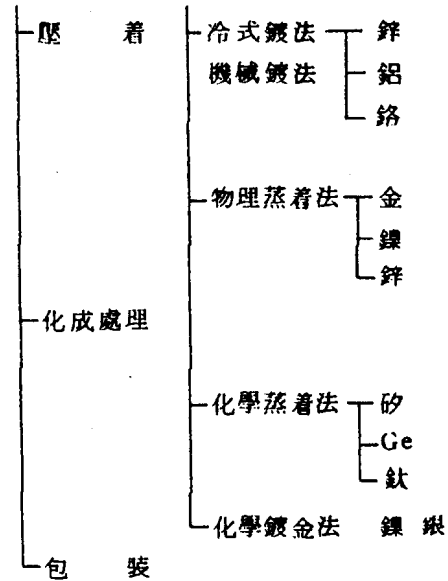 壓着 冷式鍍法 鋅
機械鍍法 鋁
鉻
物理蒸着法 金
鎳
鋅
化成處理
化學蒸着法 矽
Ge
鈦
化學鍍金法 鎳 銀
包裝